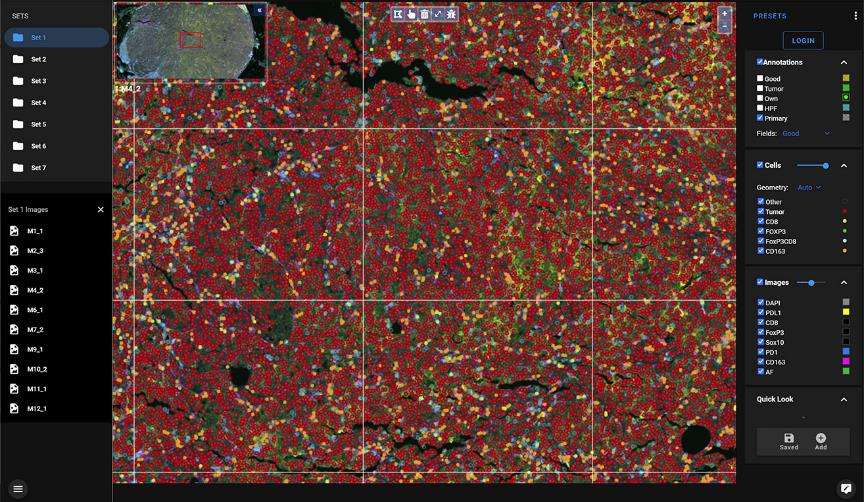 SETS
Set 1
Set 2
Set 3
Set 4
Set 5
Set 6
Set 7
Set 1 Images
M1_1
M2_3
M3_1
M4_2
M6_1
M7_2
M9_1
M10_2
M11_1
M12_1
«
M4_2
+
−
PRESETS
LOGIN
Annotations
Good
Tumor
Own
HPF
Primary
Fields: Good
Cells
Geometry: Auto
Other
Tumor
CD8
FOXP3
FoxP3CD8
CD163
Images
DAPI
PDL1
CD8
FoxP3
Sox10
PD1
CD163
AF
Quick Look
Saved Add